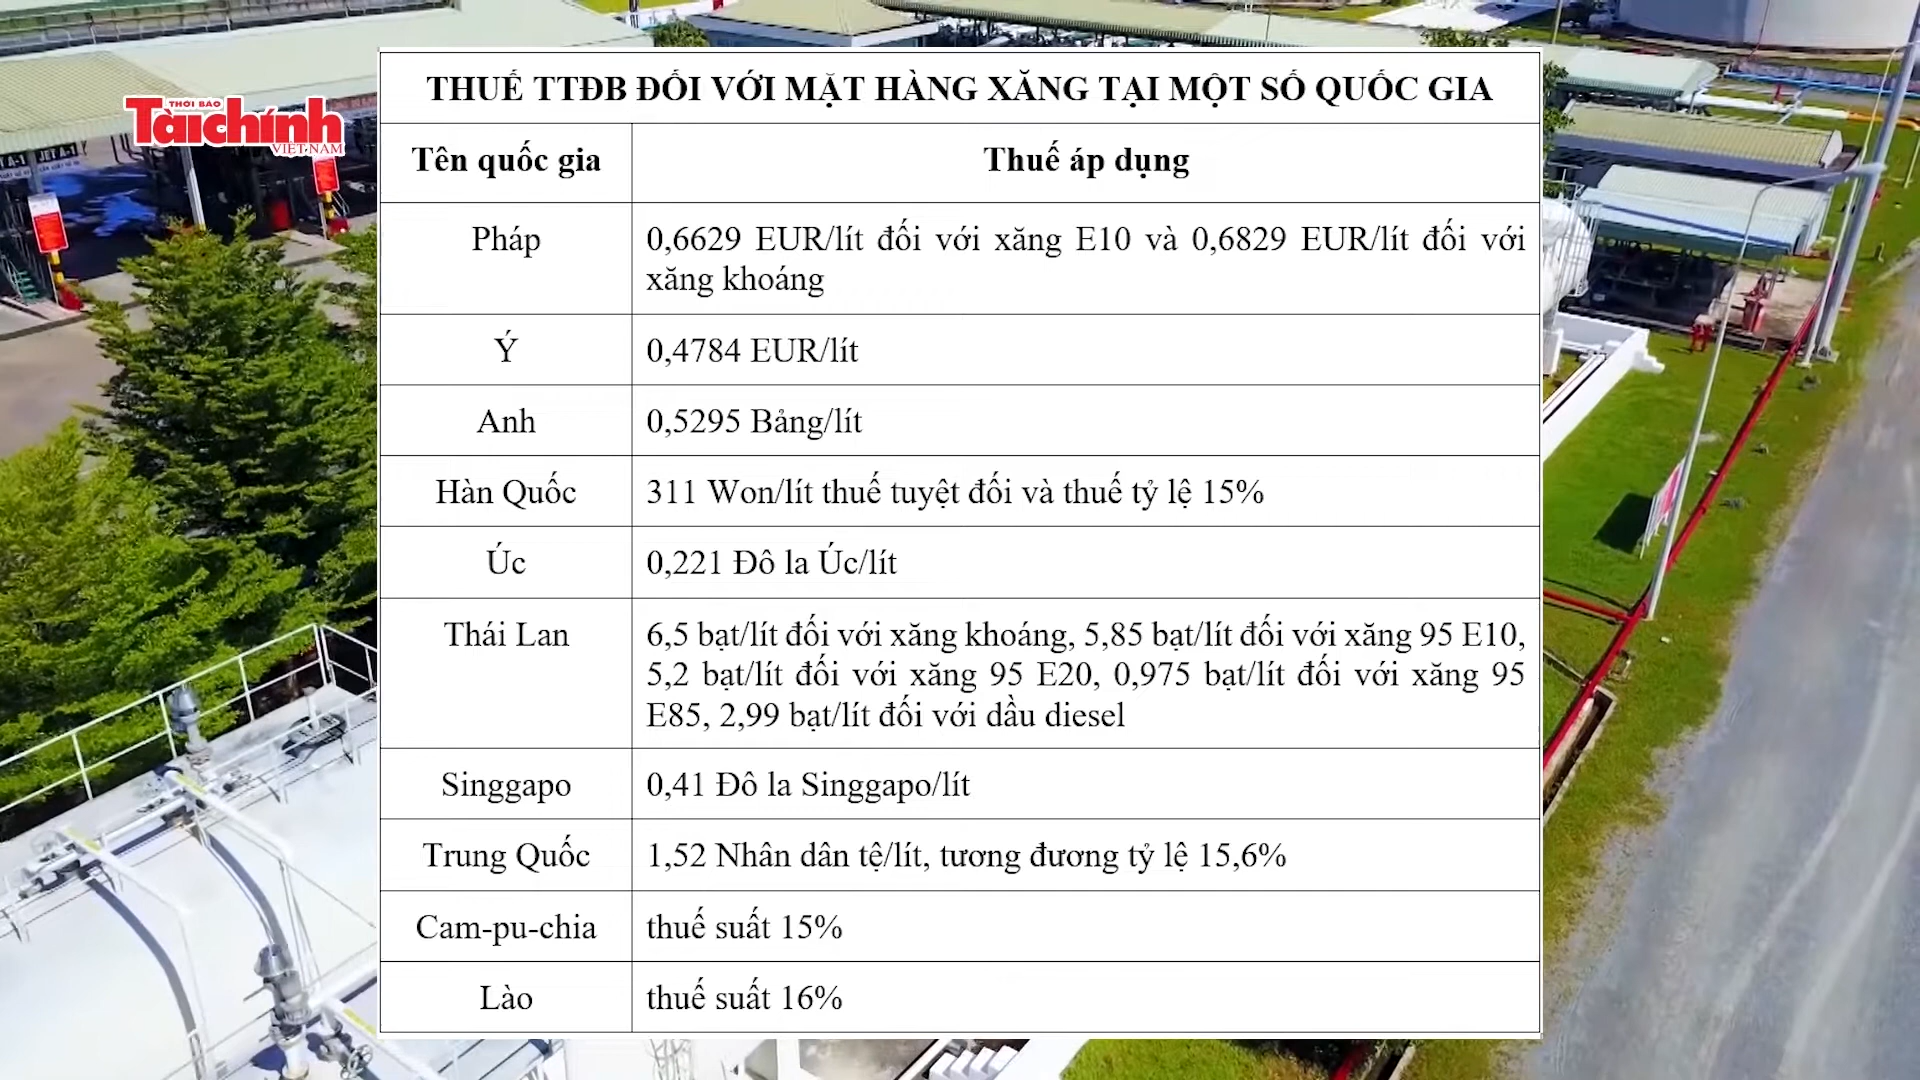 THỜI BÁO
Tàichính
VIỆT NAM
JET A-1
THUẾ TTĐB ĐỐI VỚI MẶT HÀNG XĂNG TẠI MỘT SỐ QUỐC GIA
Tên quốc gia
Thuế áp dụng
Pháp
0,6629 EUR/lít đối với xăng E10 và 0,6829 EUR/lít đối với
xăng khoáng
Ý
0,4784 EUR/lít
Anh
0,5295 Bảng/lít
Hàn Quốc
311 Won/lít thuế tuyệt đối và thuế tỷ lệ 15%
Úc
0,221 Đô la Úc/lít
Thái Lan
6,5 bạt/lít đối với xăng khoáng, 5,85 bạt/lít đối với xăng 95 E10,
5,2 bạt/lít đối với xăng 95 E20, 0,975 bạt/lít đối với xăng 95
E85, 2,99 bạt/lít đối với dầu diesel
Singgapo
0,41 Đô la Singgapo/lít
Trung Quốc
1,52 Nhân dân tệ/lít, tương đương tỷ lệ 15,6%
Cam-pu-chia
thuế suất 15%
Lào
thuế suất 16%